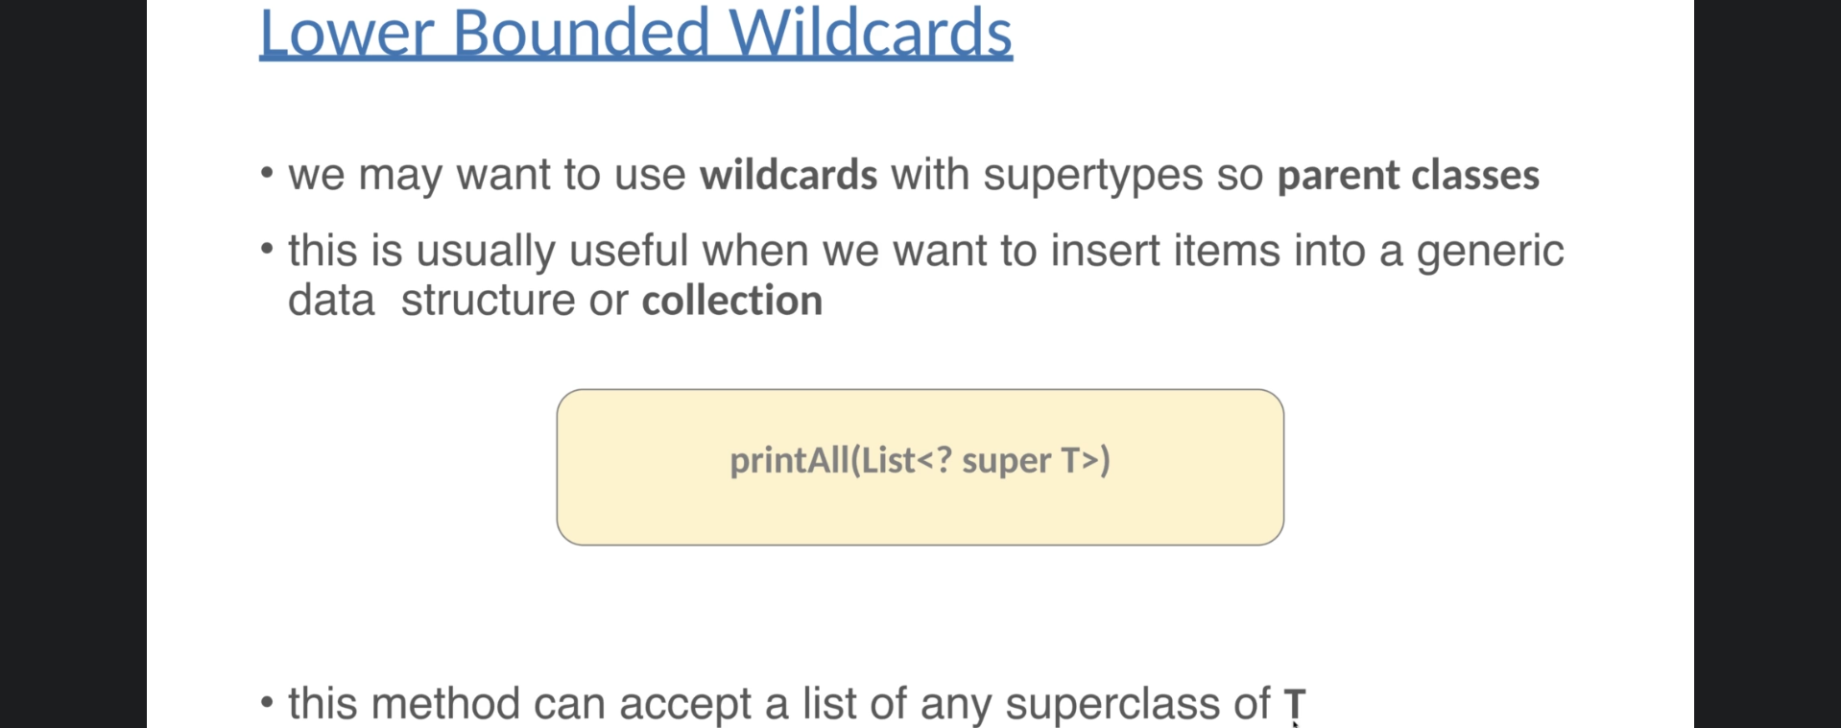 Lower Bounded Wildcards
• we may want to use wildcards with supertypes so parent classes
• this is usually useful when we want to insert items into a generic
data  structure or collection
printAll(List<? super T>)
• this method can accept a list of any superclass of T